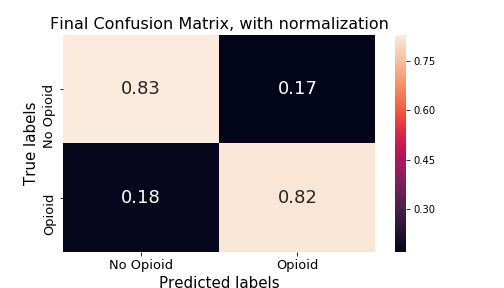 Final Confusion Matrix, with normalization
True labels
No Opioid
Opioid
0.83
0.17
0.18
0.82
No Opioid
Opioid
Predicted labels
0.75
0.60
0.45
0.30